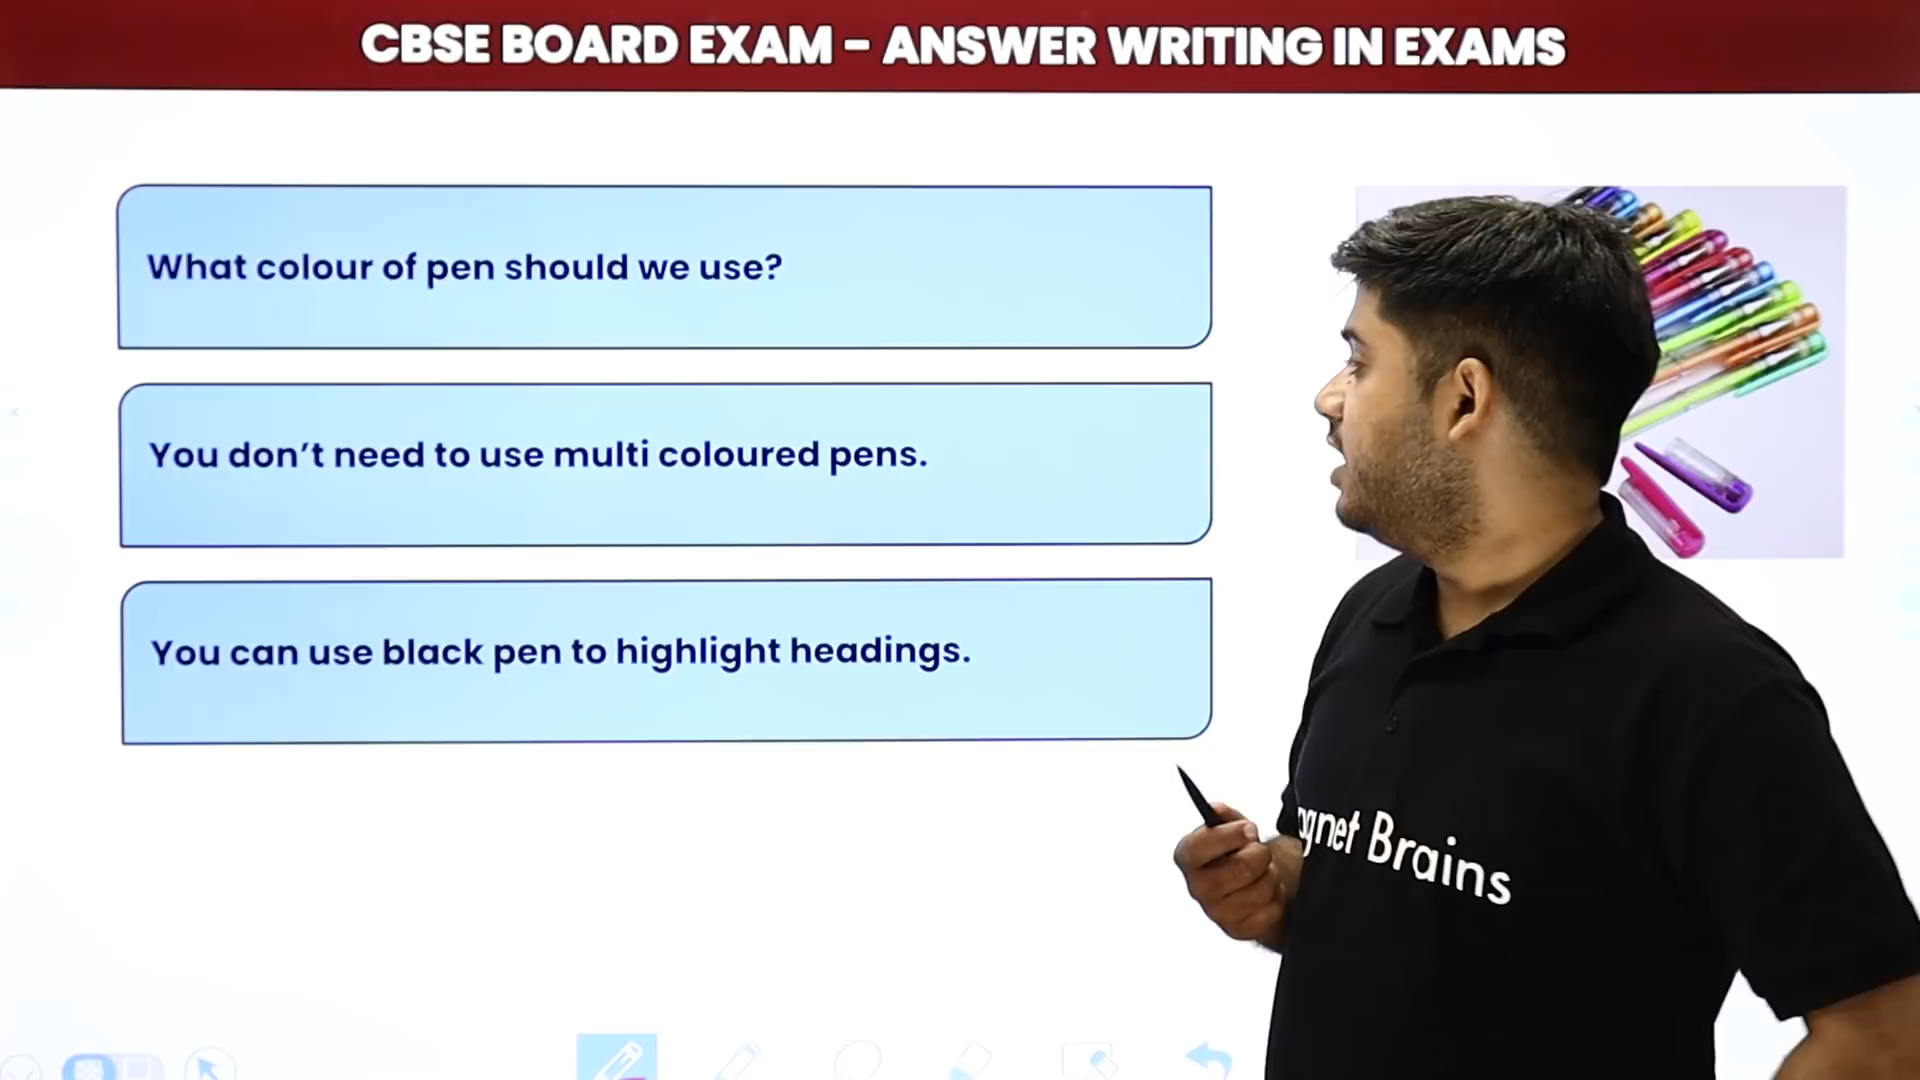 CBSE BOARD EXAM - ANSWER WRITING IN EXAMS
What colour of pen should we use?
You don't need to use multi coloured pens.
You can use black pen to highlight headings.
Brains